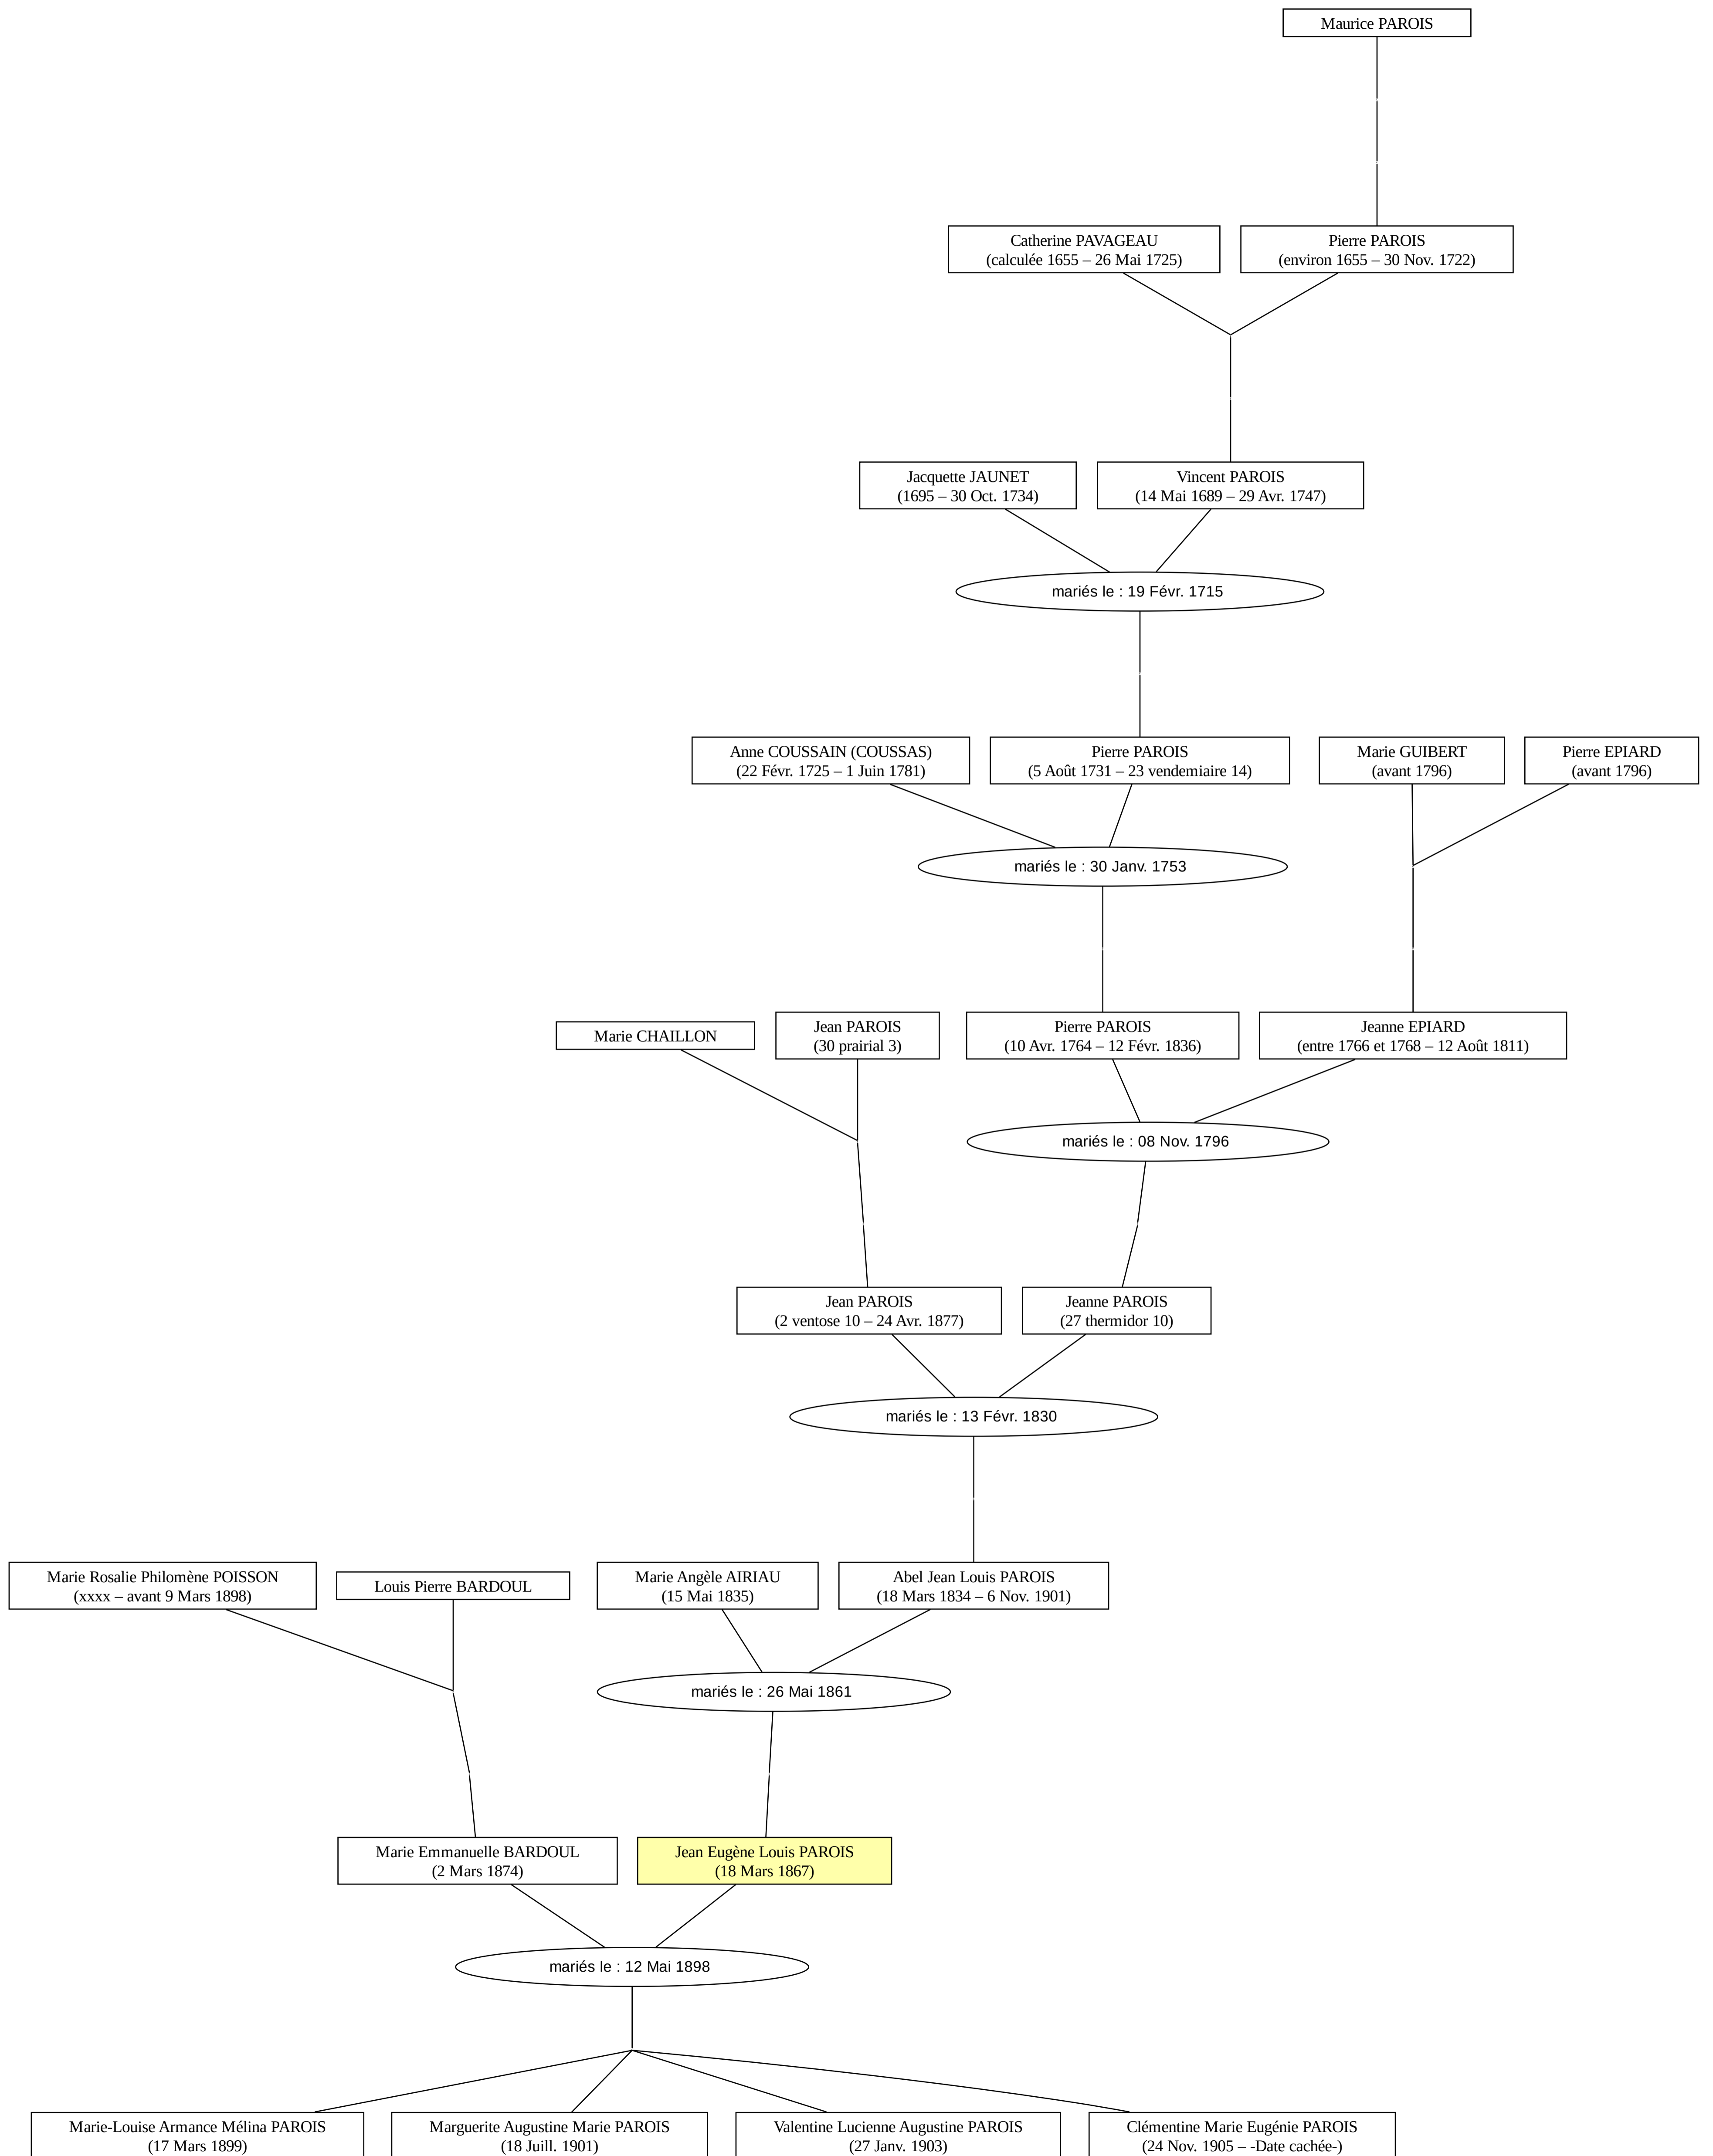 Maurice PAROIS
Catherine PAVAGEAU
(calculée 1655 – 26 Mai 1725)
Pierre PAROIS
(environ 1655 – 30 Nov. 1722)
Jacquette JAUNET
(1695 – 30 Oct. 1734)
Vincent PAROIS
(14 Mai 1689 – 29 Avr. 1747)
mariés le : 19 Févr. 1715
Anne COUSSAIN (COUSSAS)
(22 Févr. 1725 – 1 Juin 1781)
Pierre PAROIS
(5 Août 1731 – 23 vendemiaire 14)
Marie GUIBERT
(avant 1796)
Pierre EPIARD
(avant 1796)
mariés le : 30 Janv. 1753
Marie CHAILLON
Jean PAROIS
(30 prairial 3)
Pierre PAROIS
(10 Avr. 1764 – 12 Févr. 1836)
Jeanne EPIARD
(entre 1766 et 1768 – 12 Août 1811)
mariés le : 08 Nov. 1796
Jean PAROIS
(2 ventose 10 – 24 Avr. 1877)
Jeanne PAROIS
(27 thermidor 10)
mariés le : 13 Févr. 1830
Marie Rosalie Philomène POISSON
(xxxx – avant 9 Mars 1898)
Louis Pierre BARDOUL
Marie Angèle AIRIAU
(15 Mai 1835)
Abel Jean Louis PAROIS
(18 Mars 1834 – 6 Nov. 1901)
mariés le : 26 Mai 1861
Marie Emmanuelle BARDOUL
(2 Mars 1874)
Jean Eugène Louis PAROIS
(18 Mars 1867)
mariés le : 12 Mai 1898
Marie-Louise Armance Mélina PAROIS
(17 Mars 1899)
Marguerite Augustine Marie PAROIS
(18 Juill. 1901)
Valentine Lucienne Augustine PAROIS
(27 Janv. 1903)
Clémentine Marie Eugénie PAROIS
(24 Nov. 1905 – -Date cachée-)